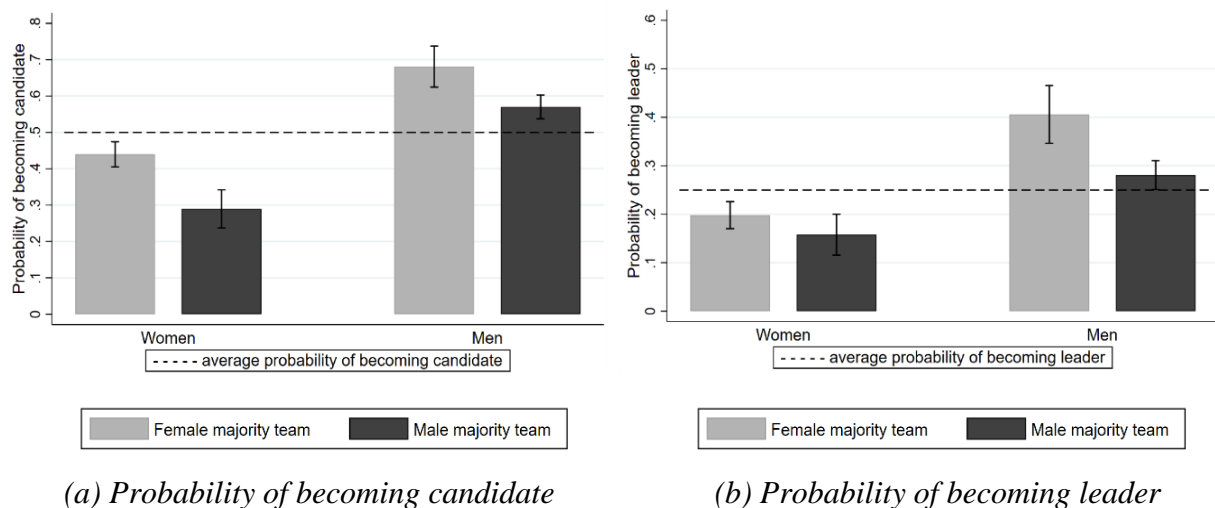 Probability of becoming candidate
.8
.7
.6
.5
.4
.3
.2
.1
0
Women
Men
----- average probability of becoming candidate
Female majority team
Male majority team
(a) Probability of becoming candidate
Probability of becoming leader
.6
.5
.4
.3
.2
.1
0
Women
Men
----- average probability of becoming leader
Female majority team
Male majority team
(b) Probability of becoming leader